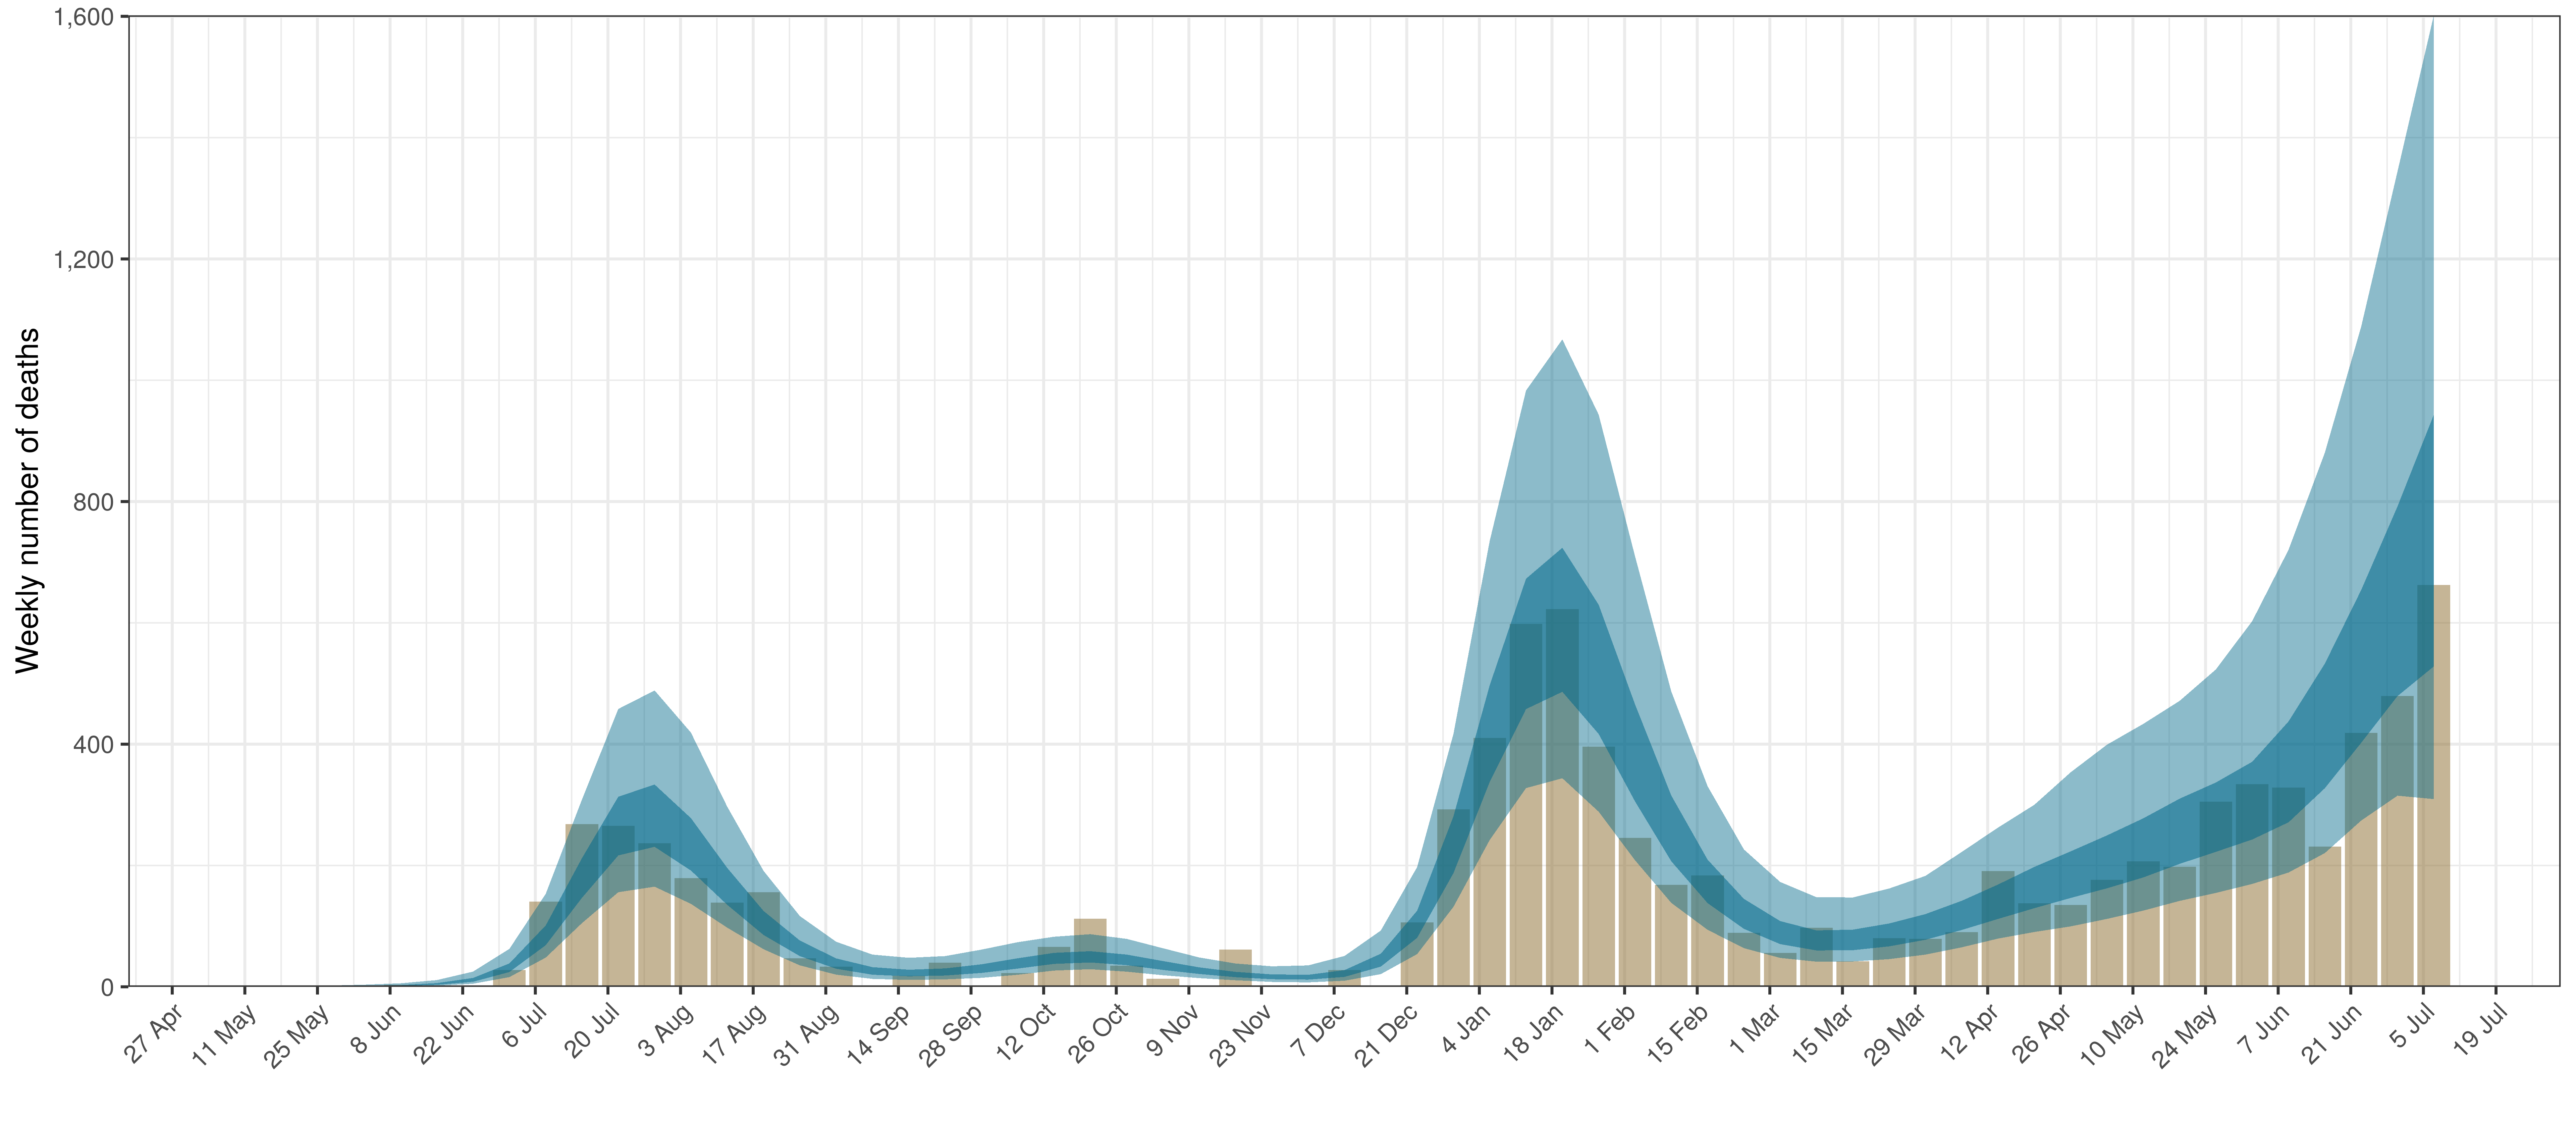 Weekly number of deaths
1,600
1,200
800
400
0
27 Apr
11 May
25 May
8 Jun
22 Jun
6 Jul
20 Jul
3 Aug
17 Aug
31 Aug
14 Sep
28 Sep
12 Oct
26 Oct
9 Nov
23 Nov
7 Dec
21 Dec
4 Jan
18 Jan
1 Feb
15 Feb
1 Mar
15 Mar
29 Mar
12 Apr
26 Apr
10 May
24 May
7 Jun
21 Jun
5 Jul
19 Jul